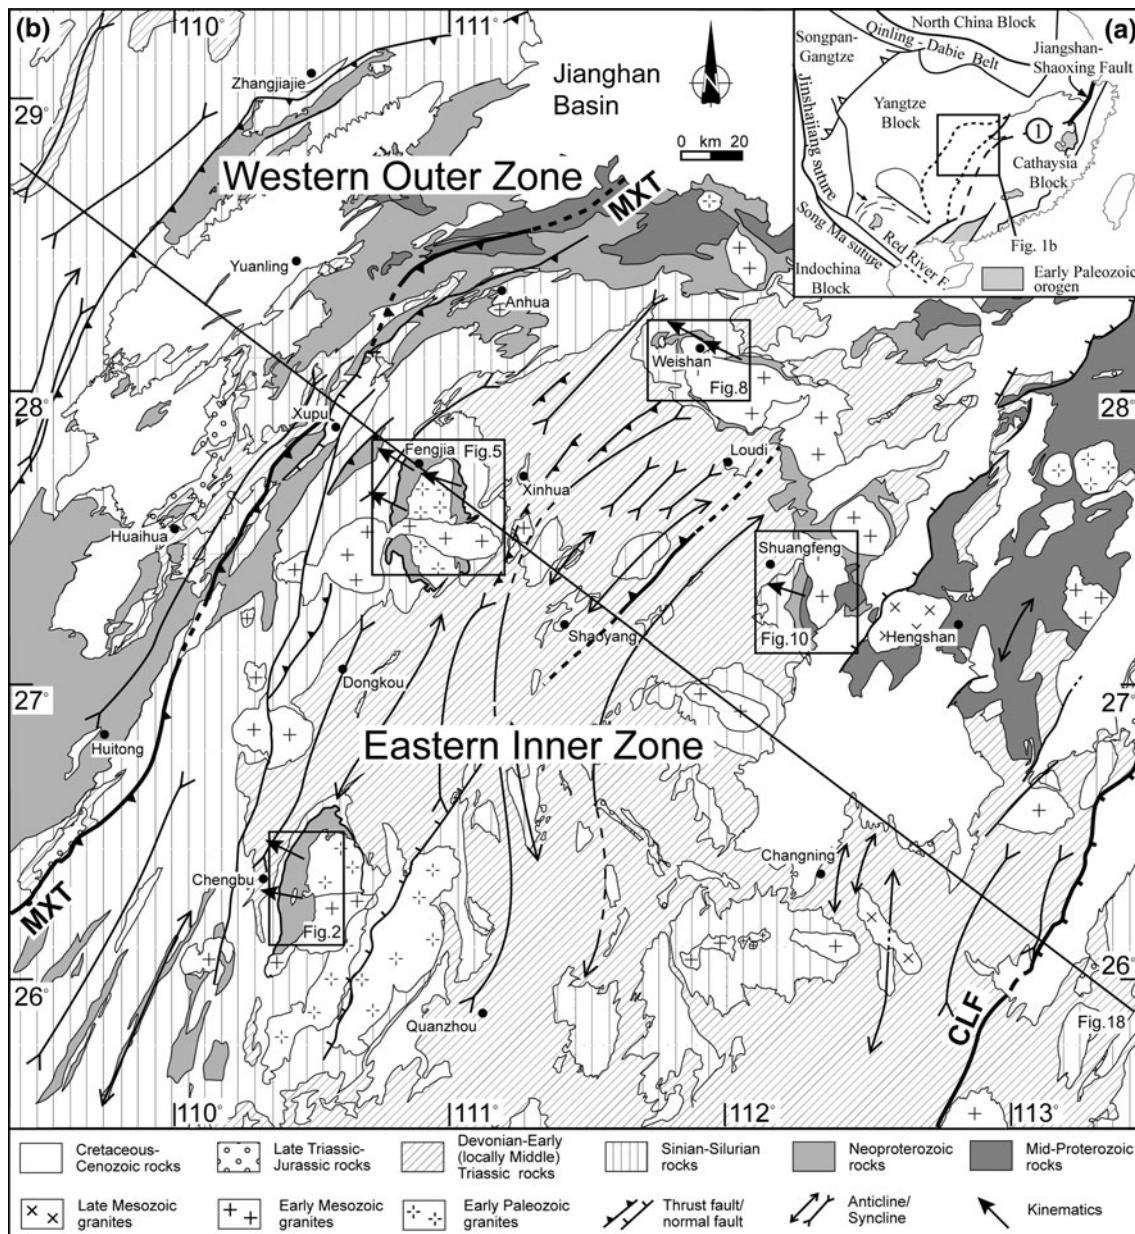 (b)
110°
111°
29°
Zhangjiajie
Jianghan
Basin
N
0 km 20
Western Outer Zone
MXT
Yuanling
Anhua
Weishan
Fig.8
28°
28°
Xupu
Fengjia
Fig.5
Xinhua
Loudi
Huaihua
Shuangfeng
Fig.10
Hengshan
Shaoyang
Dongkou
27°
27°
Huitong
Eastern Inner Zone
Chengbu
Fig.2
Changning
MXT
26°
26°
Quanzhou
CLF
Fig.18
110°
111°
112°
113°
(a)
North China Block
Songpan-
Gangtze
Qinling - Dabie Belt
Jiangshan-
Shaoxing Fault
Jinshajiang suture
Yangtze
Block
1
Cathaysia
Block
Song Ma suture
Red River F.
Fig. 1b
Indochina
Block
Early Paleozoic
orogen
Cretaceous-
Cenozoic rocks
Late Triassic-
Jurassic rocks
Devonian-Early
(locally Middle)
Triassic rocks
Sinian-Silurian
rocks
Neoproterozoic
rocks
Mid-Proterozoic
rocks
Late Mesozoic
granites
Early Mesozoic
granites
Early Paleozoic
granites
Thrust fault/
normal fault
Anticline/
Syncline
Kinematics